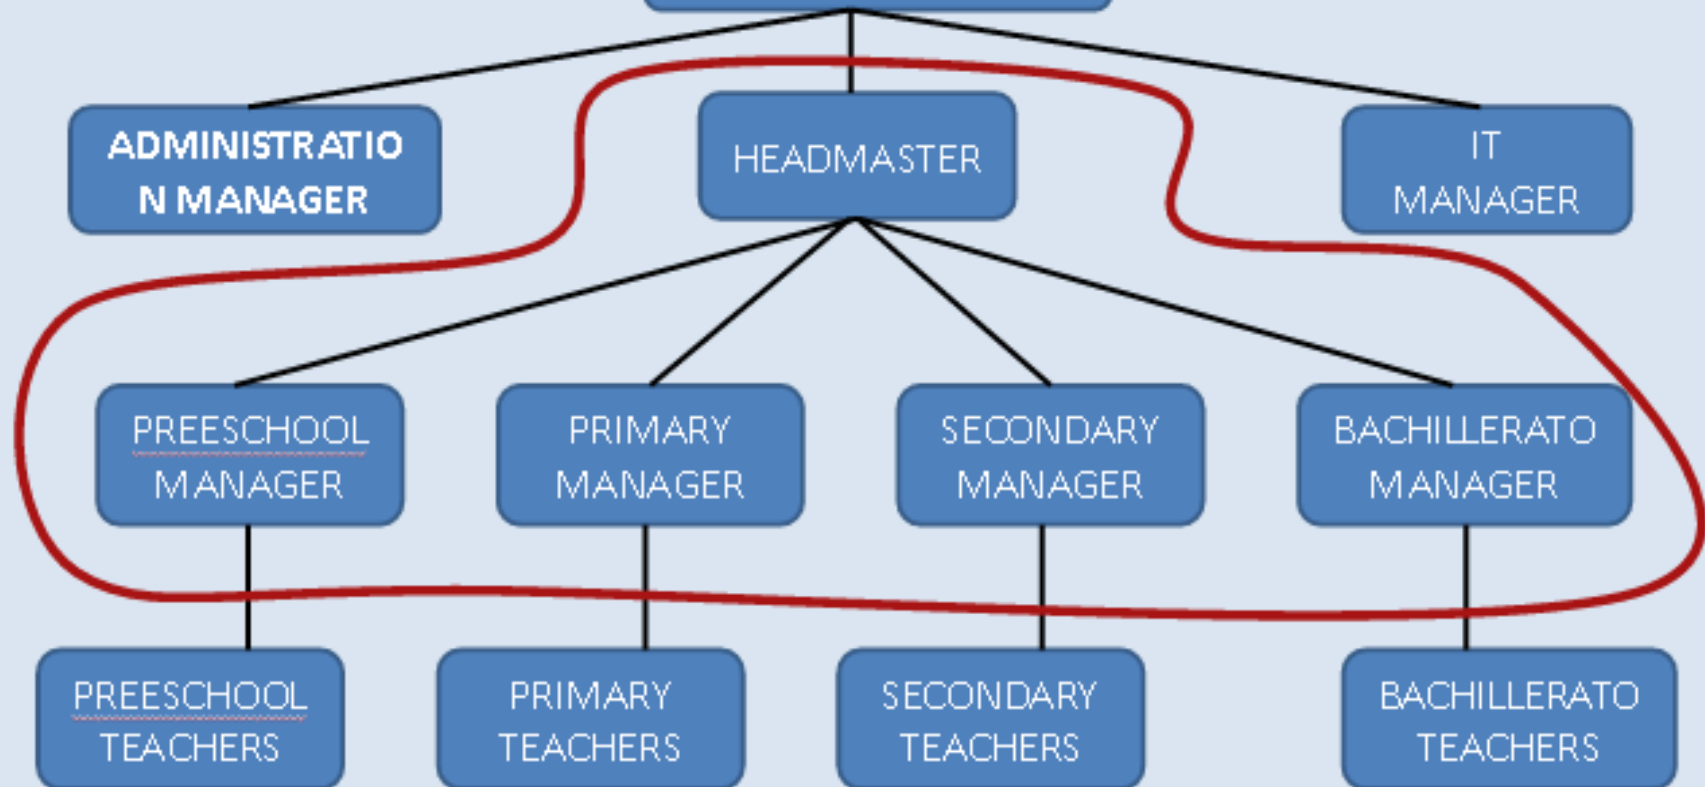 ADMINISTRATIO
N MANAGER
HEADMASTER
IT
MANAGER
PREESCHOOL
MANAGER
PRIMARY
MANAGER
SECONDARY
MANAGER
BACHILLERATO
MANAGER
PREESCHOOL
TEACHERS
PRIMARY
TEACHERS
SECONDARY
TEACHERS
BACHILLERATO
TEACHERS